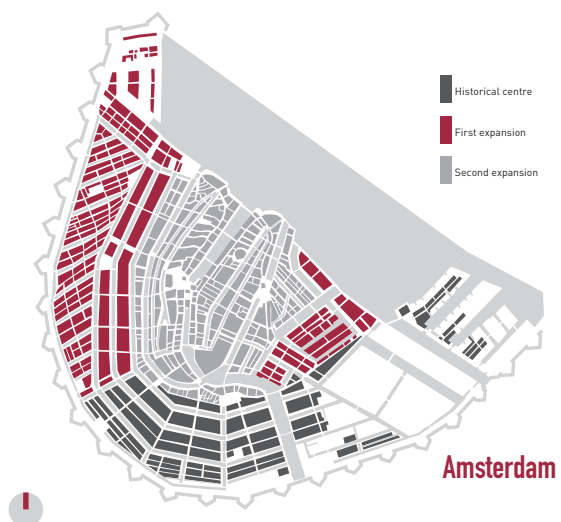 Historical centre
First expansion
Second expansion
Amsterdam